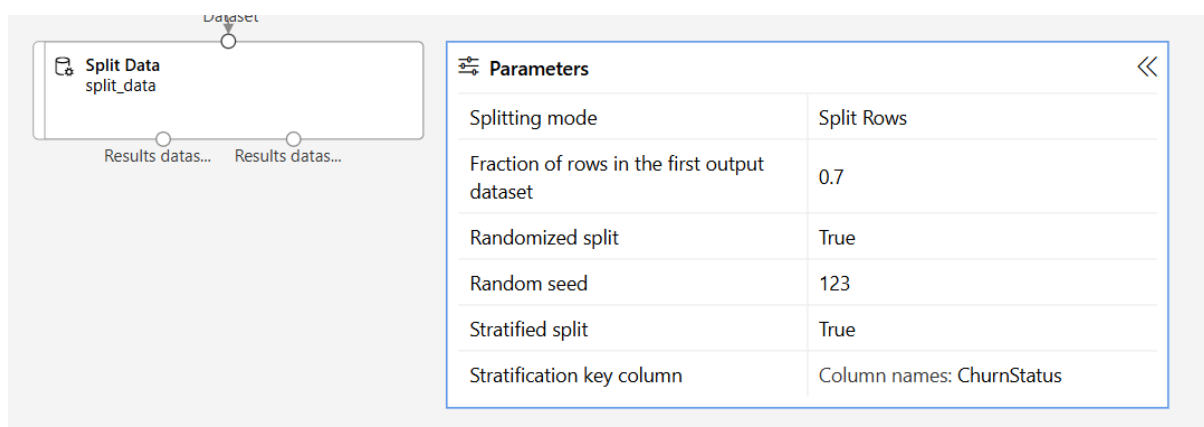 Dataset
Split Data
split_data
Results datas... Results datas...
Parameters
Splitting mode Split Rows
Fraction of rows in the first output
dataset 0.7
Randomized split True
Random seed 123
Stratified split True
Stratification key column Column names: ChurnStatus